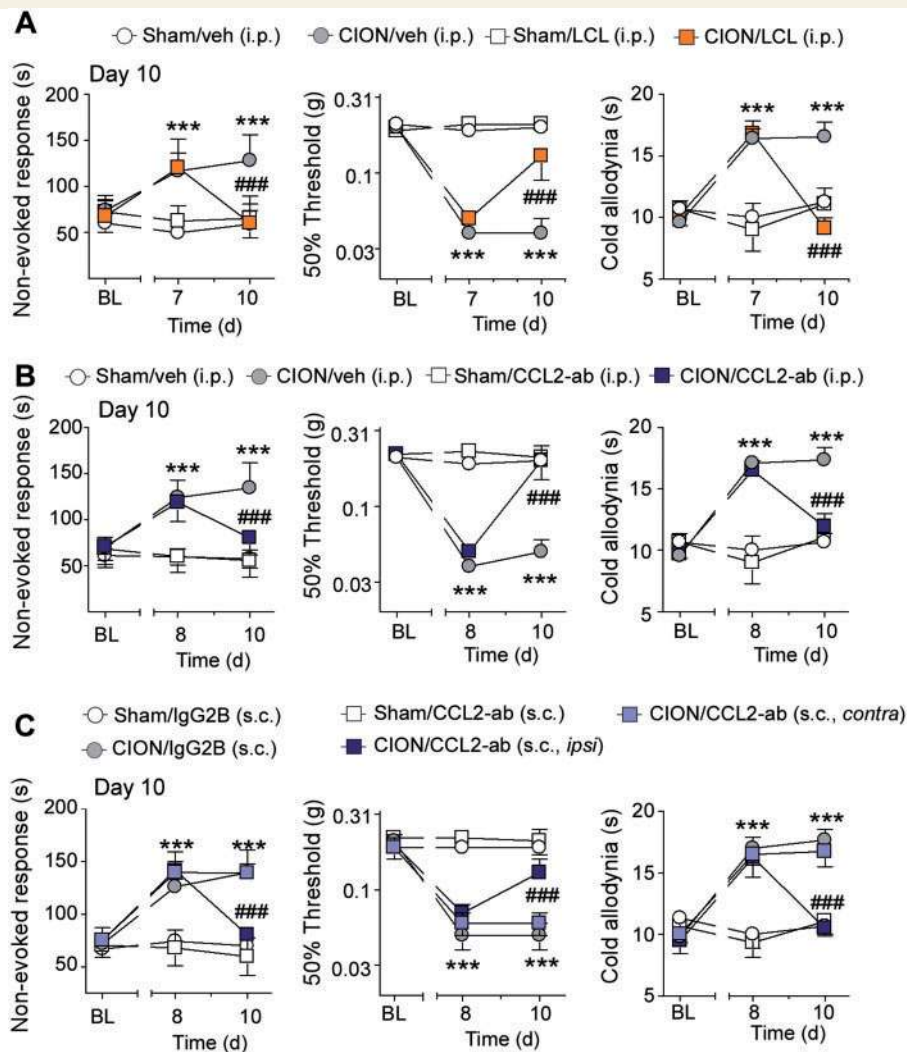 A
Sham/veh (i.p.) CION/veh (i.p.) Sham/LCL (i.p.) CION/LCL (i.p.)
Day 10
Non-evoked response (s)
200
150
100
50
***
***
###
BL 7 10
Time (d)
50% Threshold (g)
0.31
0.1
0.03
###
*** ***
BL 7 10
Time (d)
Cold allodynia (s)
20
15
10
5
*** ***
###
BL 7 10
Time (d)
B
Sham/veh (i.p.) CION/veh (i.p.) Sham/CCL2-ab (i.p.) CION/CCL2-ab (i.p.)
Day 10
Non-evoked response (s)
200
150
100
50
*** ***
###
BL 8 10
Time (d)
50% Threshold (g)
0.31
0.1
0.03
###
*** ***
BL 8 10
Time (d)
Cold allodynia (s)
20
15
10
5
*** ***
###
BL 8 10
Time (d)
C
Sham/IgG2B (s.c.) Sham/CCL2-ab (s.c.) CION/CCL2-ab (s.c., contra)
CION/IgG2B (s.c.) CION/CCL2-ab (s.c., ipsi)
Day 10
Non-evoked response (s)
200
150
100
50
*** ***
###
BL 8 10
Time (d)
50% Threshold (g)
0.31
0.1
0.03
###
*** ***
BL 8 10
Time (d)
Cold allodynia (s)
20
15
10
5
*** ***
###
BL 8 10
Time (d)